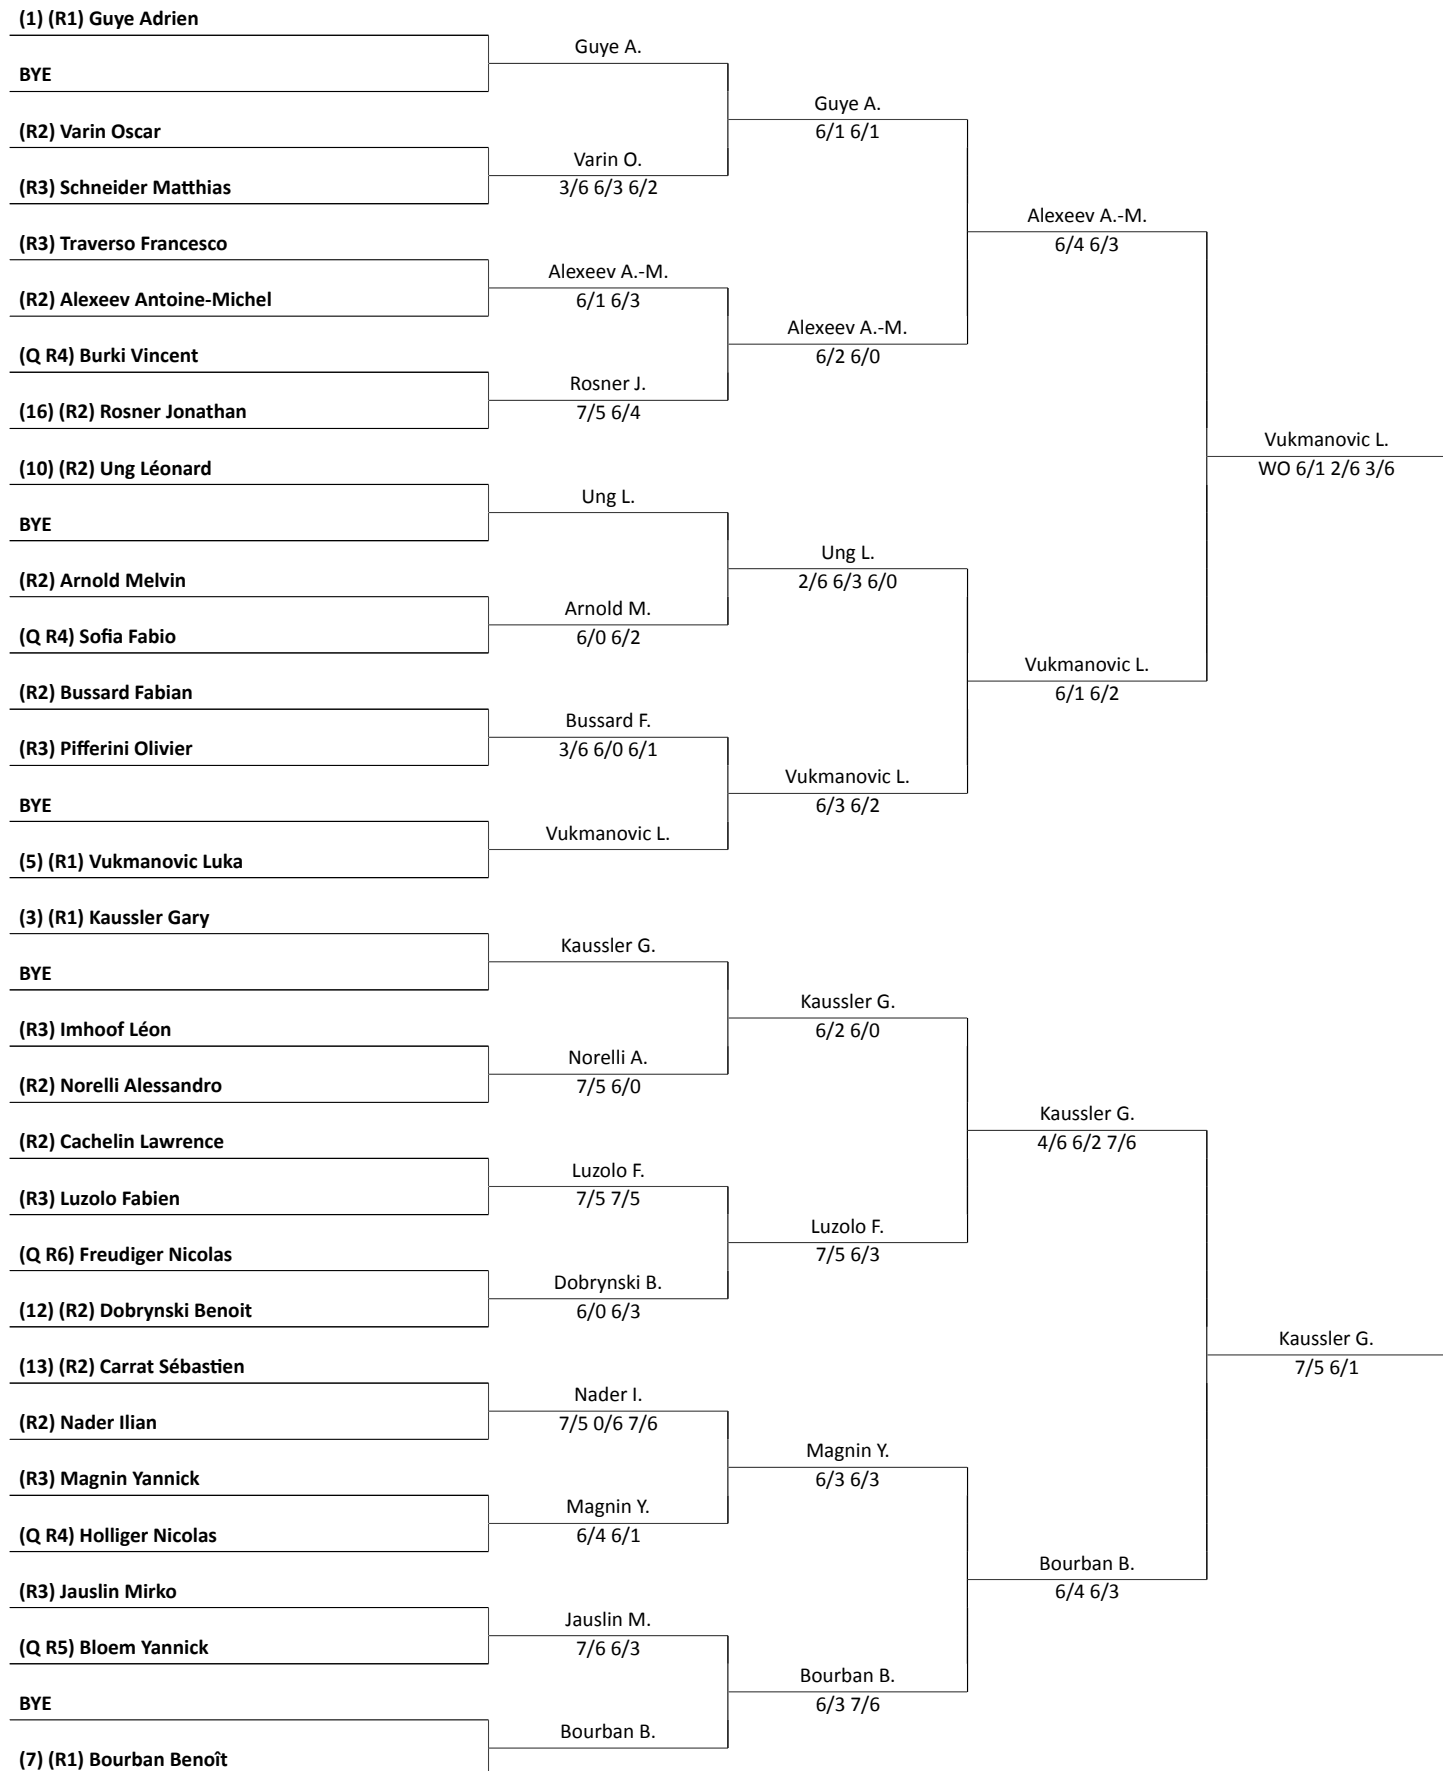 (1) (R1) Guye Adrien
Guye A.
BYE
Guye A.
6/1 6/1
(R2) Varin Oscar
Varin O.
3/6 6/3 6/2
(R3) Schneider Matthias
Alexeev A.-M.
6/4 6/3
(R3) Traverso Francesco
Alexeev A.-M.
6/1 6/3
(R2) Alexeev Antoine-Michel
Alexeev A.-M.
6/2 6/0
(Q R4) Burki Vincent
Rosner J.
7/5 6/4
(16) (R2) Rosner Jonathan
Vukmanovic L.
WO 6/1 2/6 3/6
(10) (R2) Ung Léonard
Ung L.
BYE
Ung L.
2/6 6/3 6/0
(R2) Arnold Melvin
Arnold M.
6/0 6/2
(Q R4) Sofia Fabio
Vukmanovic L.
6/1 6/2
(R2) Bussard Fabian
Bussard F.
3/6 6/0 6/1
(R3) Pifferini Olivier
Vukmanovic L.
6/3 6/2
BYE
Vukmanovic L.
(5) (R1) Vukmanovic Luka
(3) (R1) Kaussler Gary
Kaussler G.
BYE
Kaussler G.
6/2 6/0
(R3) Imhoof Léon
Norelli A.
7/5 6/0
(R2) Norelli Alessandro
Kaussler G.
4/6 6/2 7/6
(R2) Cachelin Lawrence
Luzolo F.
7/5 7/5
(R3) Luzolo Fabien
Luzolo F.
7/5 6/3
(Q R6) Freudiger Nicolas
Dobrynski B.
6/0 6/3
(12) (R2) Dobrynski Benoit
Kaussler G.
7/5 6/1
(13) (R2) Carrat Sébastien
Nader I.
7/5 0/6 7/6
(R2) Nader Ilian
Magnin Y.
6/3 6/3
(R3) Magnin Yannick
Magnin Y.
6/4 6/1
(Q R4) Holliger Nicolas
Bourban B.
6/4 6/3
(R3) Jauslin Mirko
Jauslin M.
7/6 6/3
(Q R5) Bloem Yannick
Bourban B.
6/3 7/6
BYE
Bourban B.
(7) (R1) Bourban Benoît